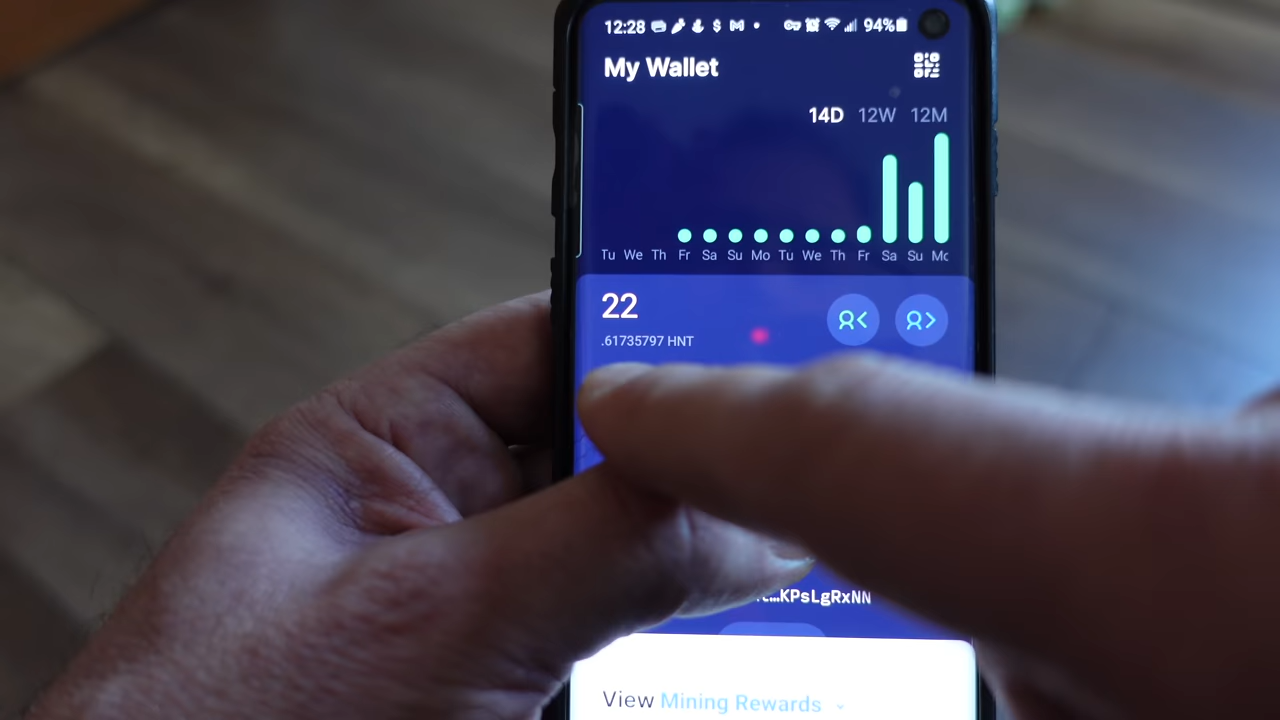 12:28 94%
My Wallet
14D 12W 12M
Tu We Th Fr Sa Su Mo Tu We Th Fr Sa Su Mo
22
.61735797 HNT
…KPsLgRxNN
View Mining Rewards